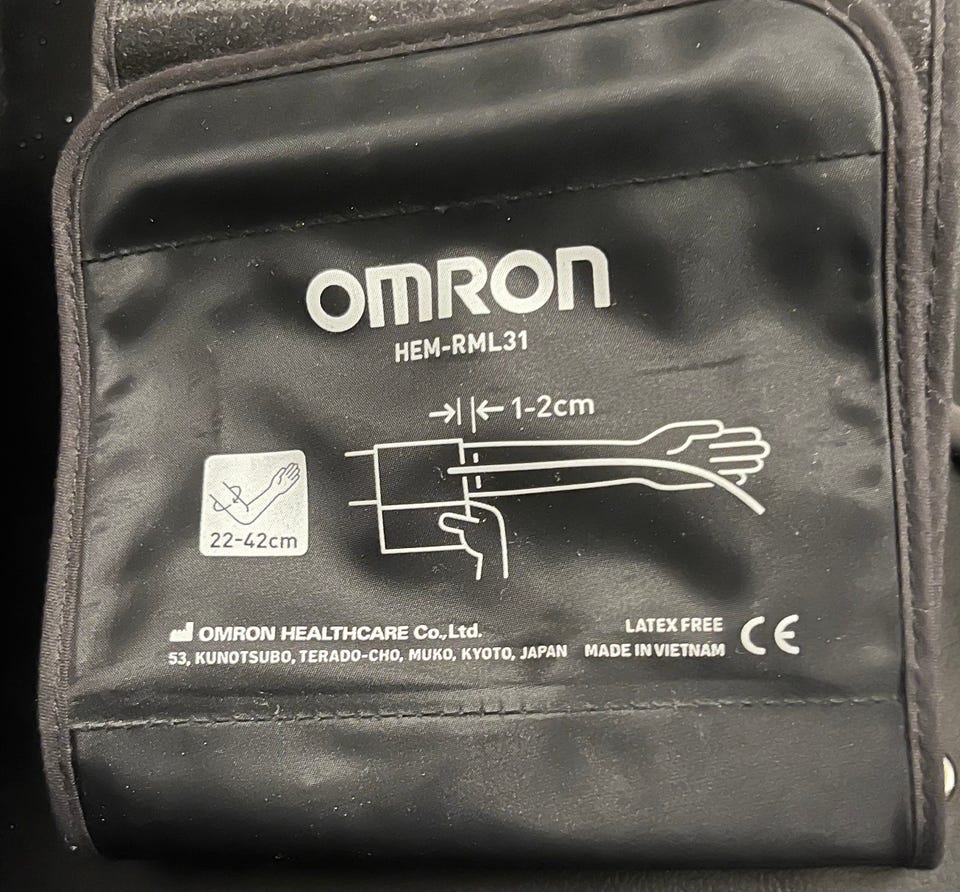 OMRON
HEM-RML31
1-2cm
22-42cm
OMRON HEALTHCARE Co.,Ltd.
53, KUNOTSUBO, TERADO-CHO, MUKO, KYOTO, JAPAN
LATEX FREE
MADE IN VIETNAM
CE